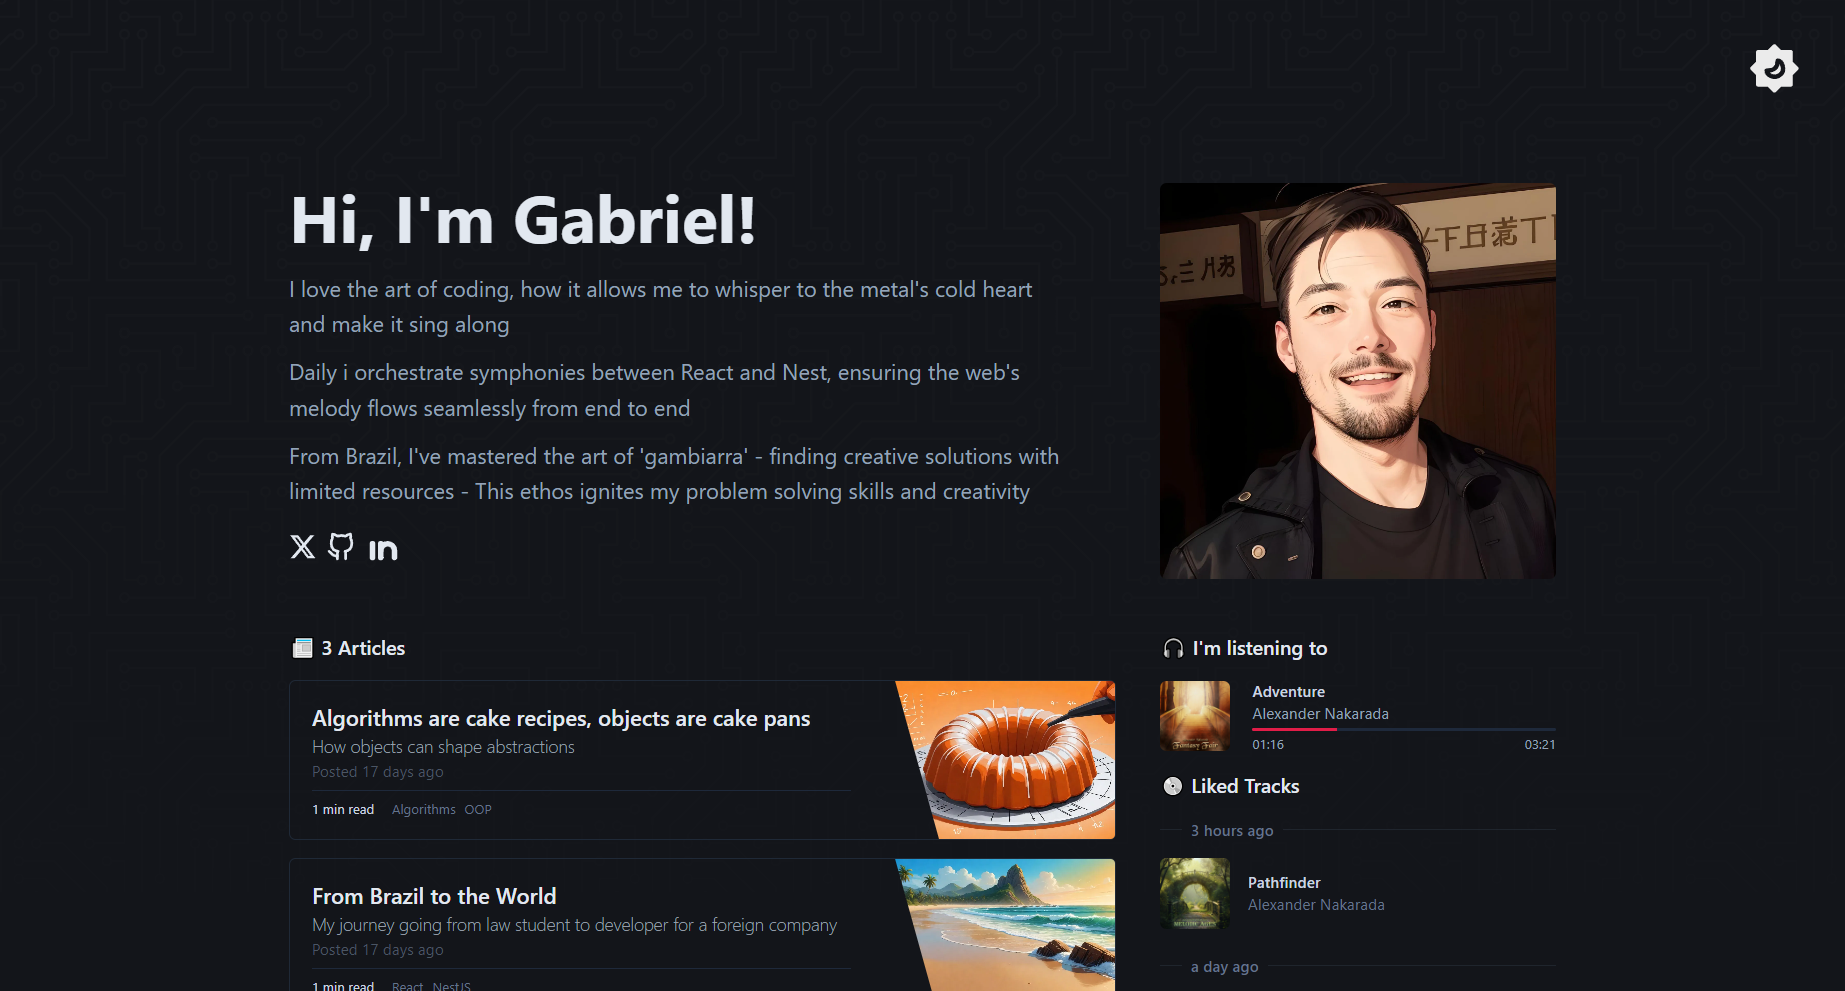 Hi, I'm Gabriel!
I love the art of coding, how it allows me to whisper to the metal's cold heart
and make it sing along
Daily i orchestrate symphonies between React and Nest, ensuring the web's
melody flows seamlessly from end to end
From Brazil, I've mastered the art of 'gambiarra' - finding creative solutions with
limited resources - This ethos ignites my problem solving skills and creativity
3 Articles
Algorithms are cake recipes, objects are cake pans
How objects can shape abstractions
Posted 17 days ago
1 min read Algorithms OOP
From Brazil to the World
My journey going from law student to developer for a foreign company
Posted 17 days ago
1 min read React NestJS
I'm listening to
Adventure
Alexander Nakarada
01:16 03:21
Liked Tracks
3 hours ago
Pathfinder
Alexander Nakarada
a day ago